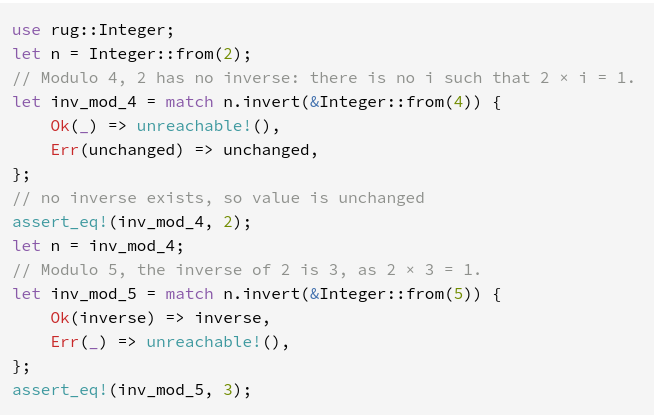 use rug::Integer;
let n = Integer::from(2);
// Modulo 4, 2 has no inverse: there is no i such that 2 × i = 1.
let inv_mod_4 = match n.invert(&Integer::from(4)) {
    Ok(_) => unreachable!(),
    Err(unchanged) => unchanged,
};
// no inverse exists, so value is unchanged
assert_eq!(inv_mod_4, 2);
let n = inv_mod_4;
// Modulo 5, the inverse of 2 is 3, as 2 × 3 = 1.
let inv_mod_5 = match n.invert(&Integer::from(5)) {
    Ok(inverse) => inverse,
    Err(_) => unreachable!(),
};
assert_eq!(inv_mod_5, 3);